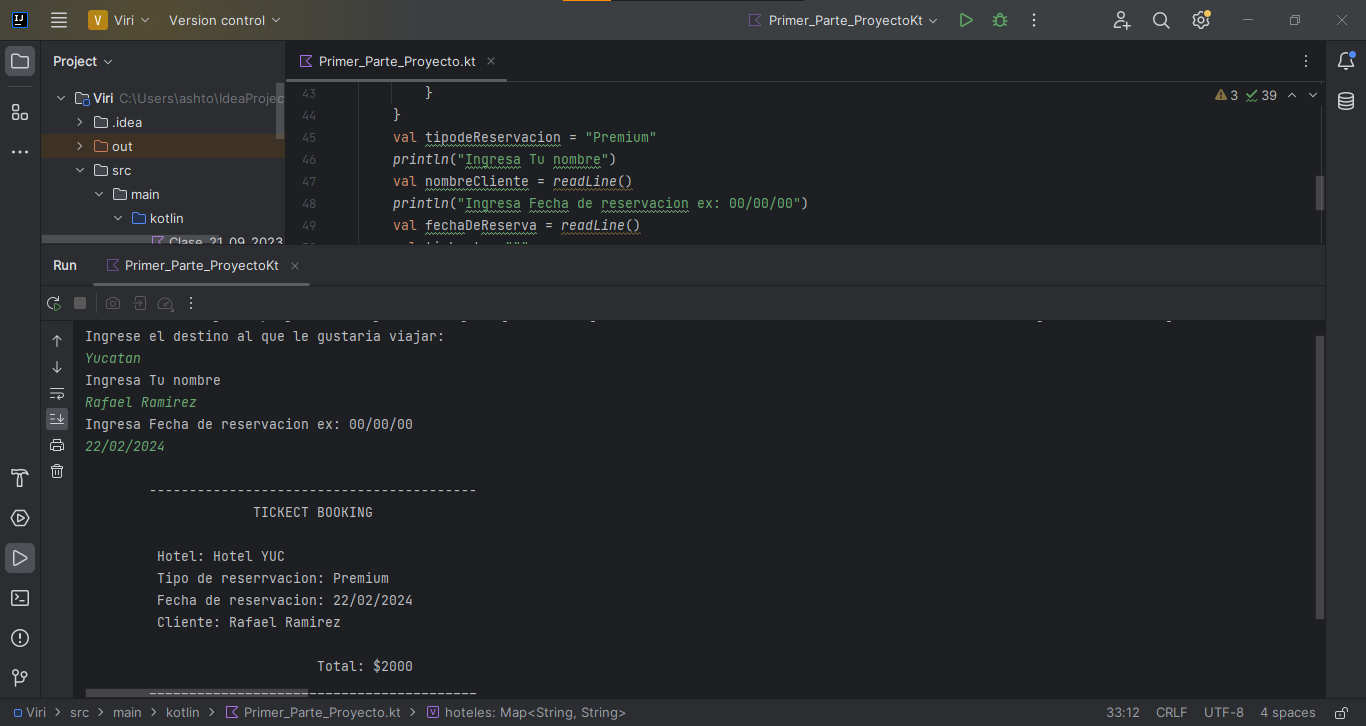 V Viri Version control Primer_Parte_ProyectoKt
Project
Primer_Parte_Proyecto.kt
Viri C:\Users\ashto\IdeaProjec
.idea
out
src
main
kotlin
Clase_21_09_2023
43 }
44 }
45 val tipodeReservacion = "Premium"
46 println("Ingresa Tu nombre")
47 val nombreCliente = readLine()
48 println("Ingresa Fecha de reservacion ex: 00/00/00")
49 val fechaDeReserva = readLine()
3 39
Run Primer_Parte_ProyectoKt
Ingrese el destino al que le gustaria viajar:
Yucatan
Ingresa Tu nombre
Rafael Ramirez
Ingresa Fecha de reservacion ex: 00/00/00
22/02/2024
-----------------------------------------
TICKECT BOOKING
Hotel: Hotel YUC
Tipo de reserrvacion: Premium
Fecha de reservacion: 22/02/2024
Cliente: Rafael Ramirez
Total: $2000
-----------------------------------------
Viri > src > main > kotlin > Primer_Parte_Proyecto.kt > V hoteles: Map<String, String> 33:12 CRLF UTF-8 4 spaces